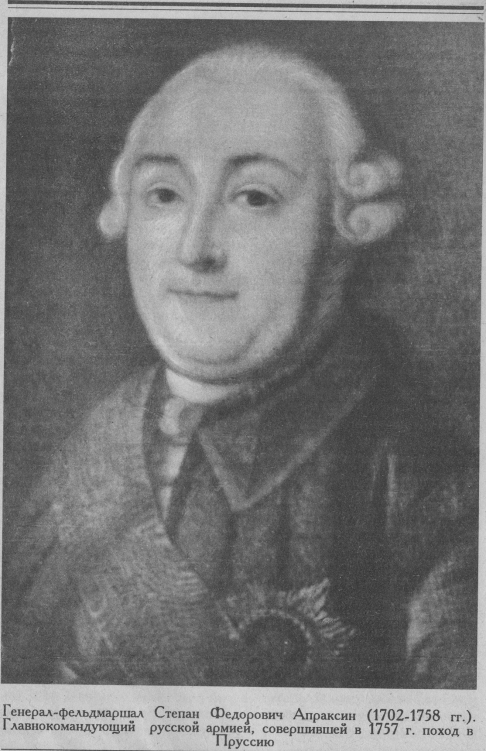 Генерал-фельдмаршал Степан Федорович Апраксин (1702-1758 гг.).
Главнокомандующий русской армией, совершившей в 1757 г. поход в
Пруссию